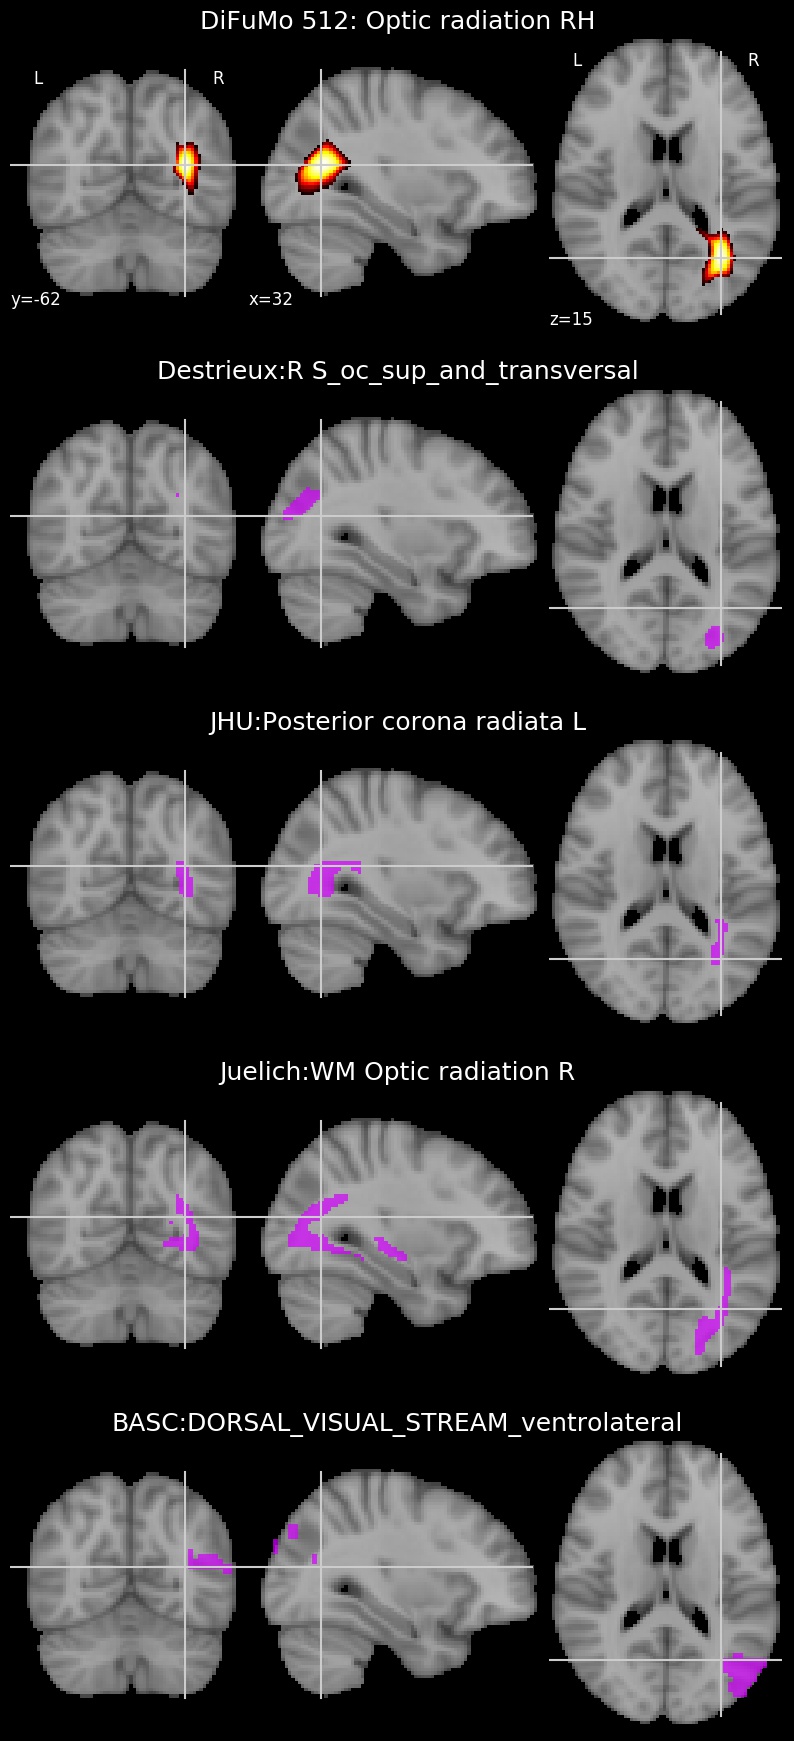 DiFuMo 512: Optic radiation RH
L R L R
y=-62 x=32 z=15
Destrieux:R S_oc_sup_and_transversal
JHU:Posterior corona radiata L
Juelich:WM Optic radiation R
BASC:DORSAL_VISUAL_STREAM_ventrolateral